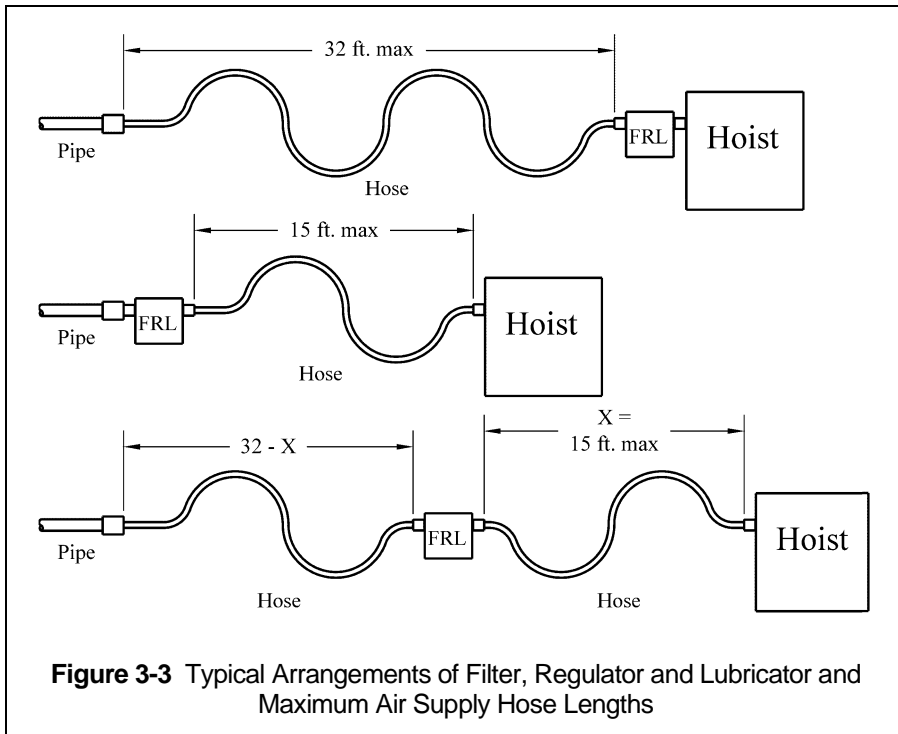 32 ft. max
Pipe
Hose
FRL
Hoist
15 ft. max
Pipe
FRL
Hose
Hoist
32 - X
X =
15 ft. max
Pipe
Hose
FRL
Hose
Hoist
Figure 3-3 Typical Arrangements of Filter, Regulator and Lubricator and
Maximum Air Supply Hose Lengths